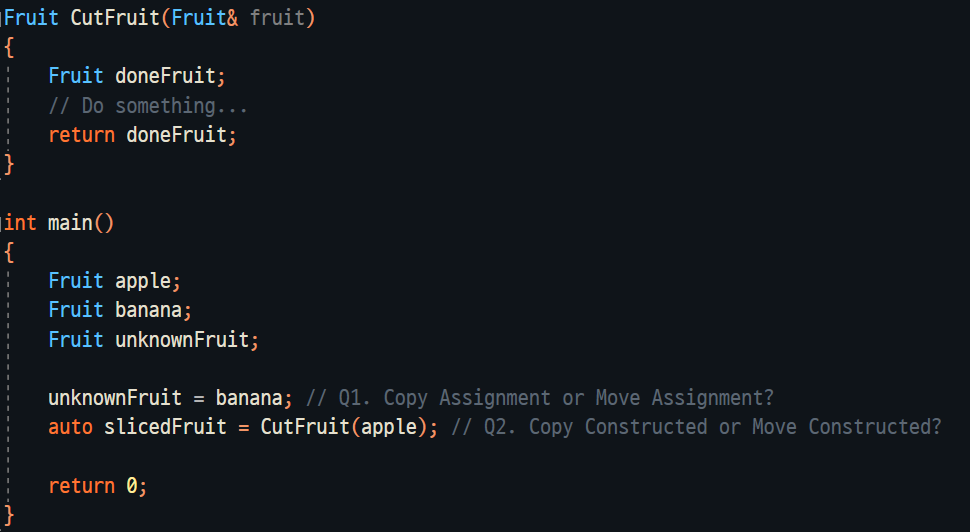 Fruit CutFruit(Fruit& fruit)
{
    Fruit doneFruit;
    // Do something...
    return doneFruit;
}

int main()
{
    Fruit apple;
    Fruit banana;
    Fruit unknownFruit;

    unknownFruit = banana; // Q1. Copy Assignment or Move Assignment?
    auto slicedFruit = CutFruit(apple); // Q2. Copy Constructed or Move Constructed?

    return 0;
}